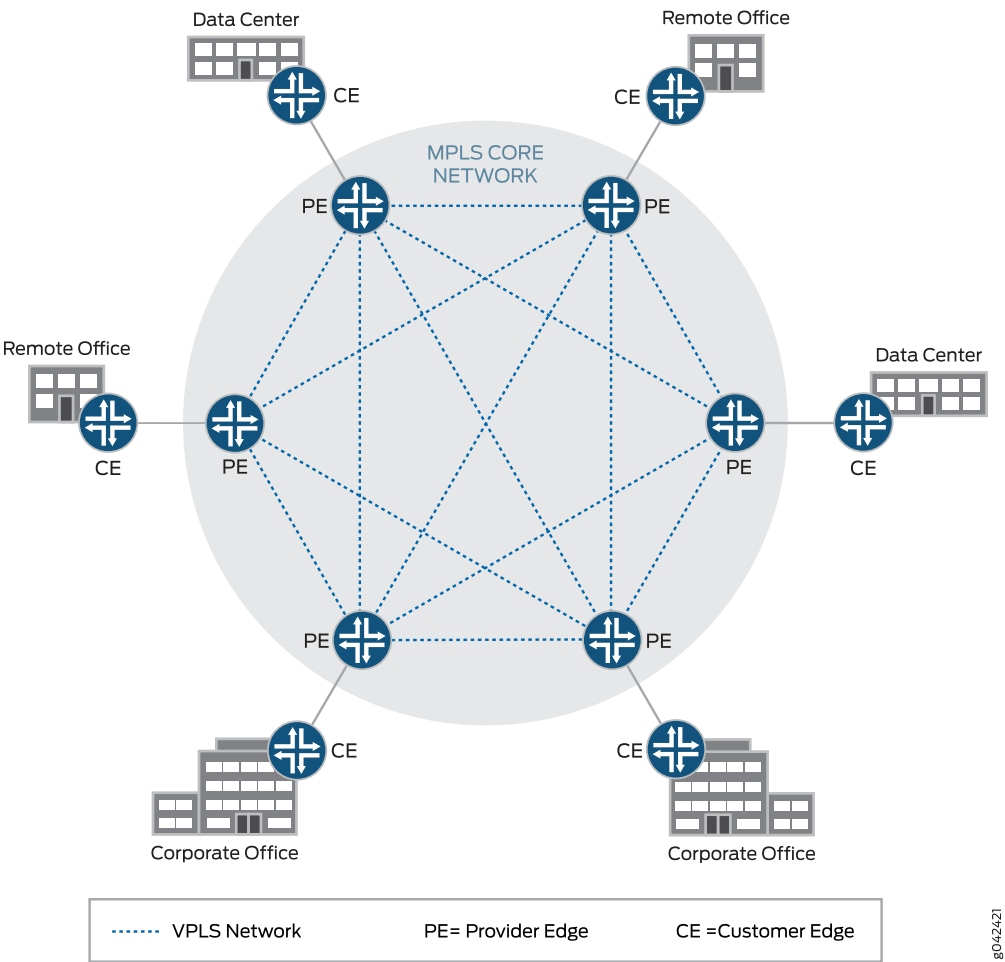 Data Center
Remote Office
CE
CE
MPLS CORE
NETWORK
PE
PE
Remote Office
Data Center
CE
PE
PE
CE
PE
PE
CE
CE
Corporate Office
Corporate Office
VPLS Network
PE= Provider Edge
CE =Customer Edge
g042421